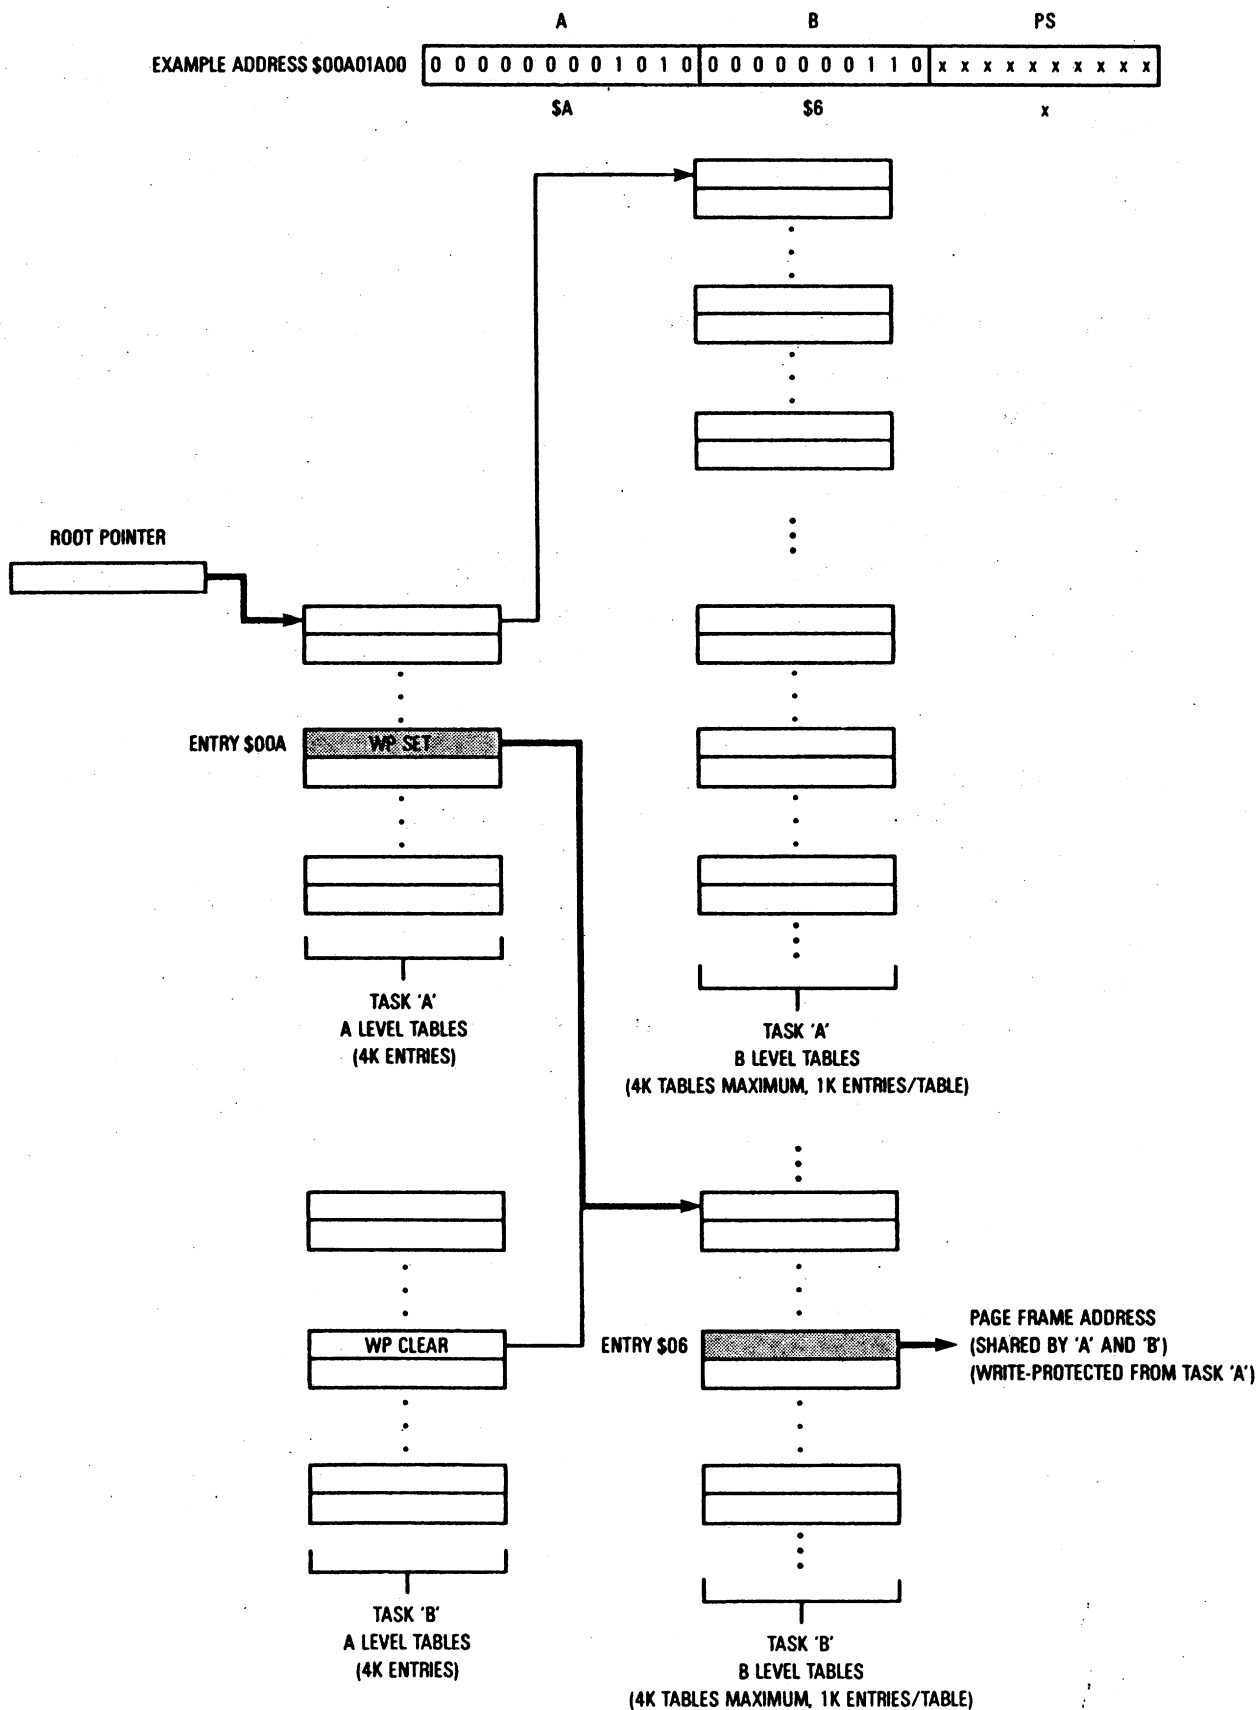 A B PS
EXAMPLE ADDRESS $00A01A00 0 0 0 0 0 0 0 0 1 0 1 0 0 0 0 0 0 0 0 1 1 0 x x x x x x x x x x
$A $6 x
ROOT POINTER
ENTRY $00A WP SET
TASK 'A'
A LEVEL TABLES
(4K ENTRIES)
TASK 'A'
B LEVEL TABLES
(4K TABLES MAXIMUM, 1K ENTRIES/TABLE)
WP CLEAR
ENTRY $06
PAGE FRAME ADDRESS
(SHARED BY 'A' AND 'B')
(WRITE-PROTECTED FROM TASK 'A')
TASK 'B'
A LEVEL TABLES
(4K ENTRIES)
TASK 'B'
B LEVEL TABLES
(4K TABLES MAXIMUM, 1K ENTRIES/TABLE)